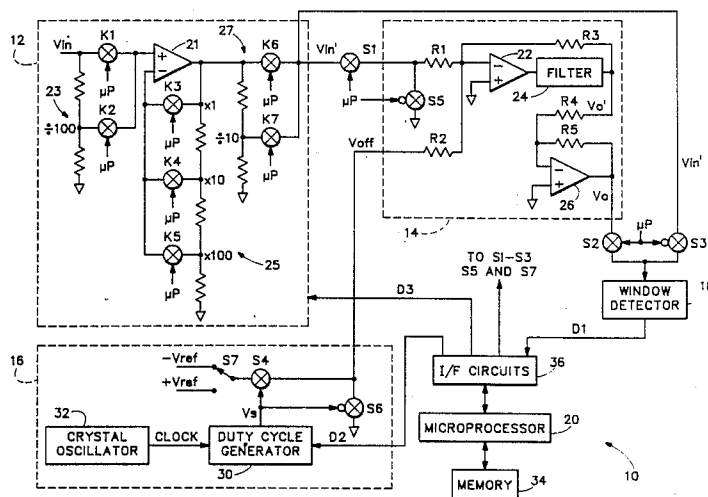 12
Vin
K1
21
27
K6
Vin'
S1
R1
R3
22
FILTER
24
23
μP
÷100
K2
μP
K3
x1
μP
K4
x10
μP
K5
x100
μP
25
÷10
K7
μP
μP
S5
Voff
R2
R4
Vo'
R5
26
Vo
Vin'
14
S2
μP
S3
TO S1-S3
S5 AND S7
WINDOW
DETECTOR
D3
D1
16
-Vref
S7
S4
+Vref
S6
I/F CIRCUITS
36
32
CRYSTAL
OSCILLATOR
CLOCK
Vs
D2
DUTY CYCLE
GENERATOR
30
MICROPROCESSOR
20
MEMORY
34
10